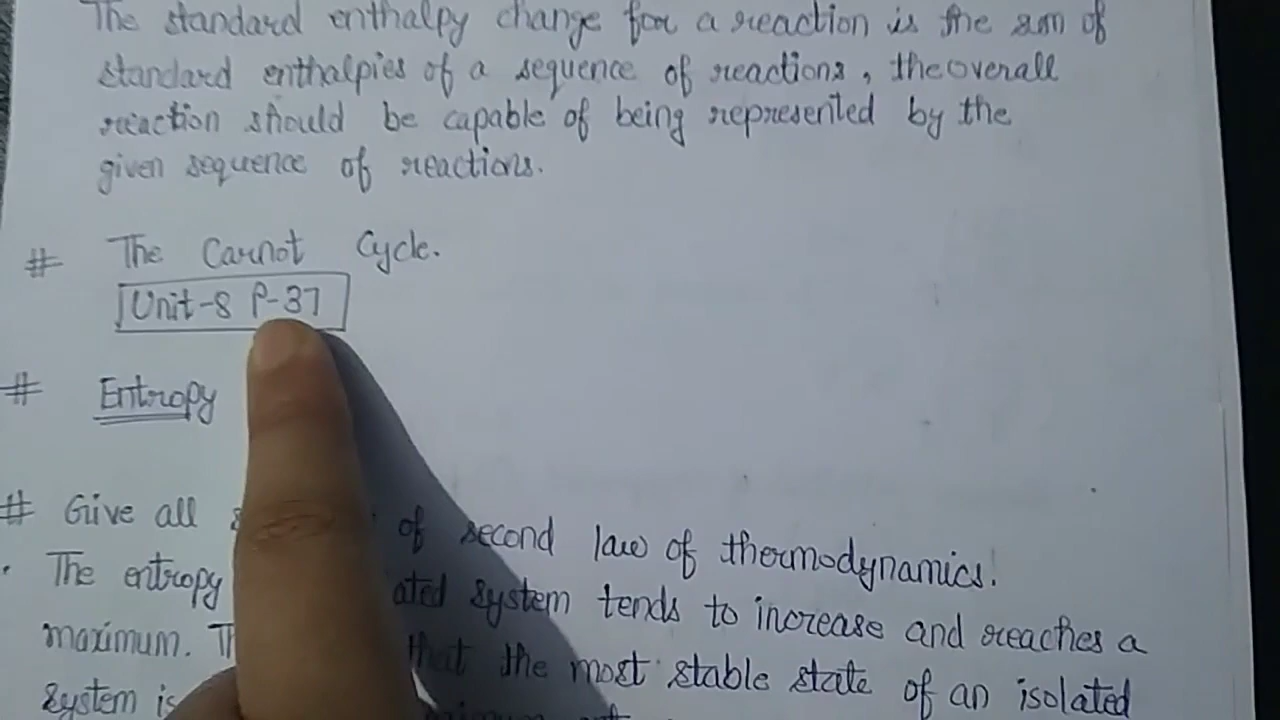 The standard enthalpy change for a reaction is the sum of
standard enthalpies of a sequence of reactions, the overall
reaction should be capable of being represented by the
given sequence of reactions.
# The Carnot Cycle.
Unit-8 P-37
# Entropy
# Give all of second law of thermodynamics.
. The entropy system tends to increase and reaches a
maximum. that the most stable state of an isolated
system is